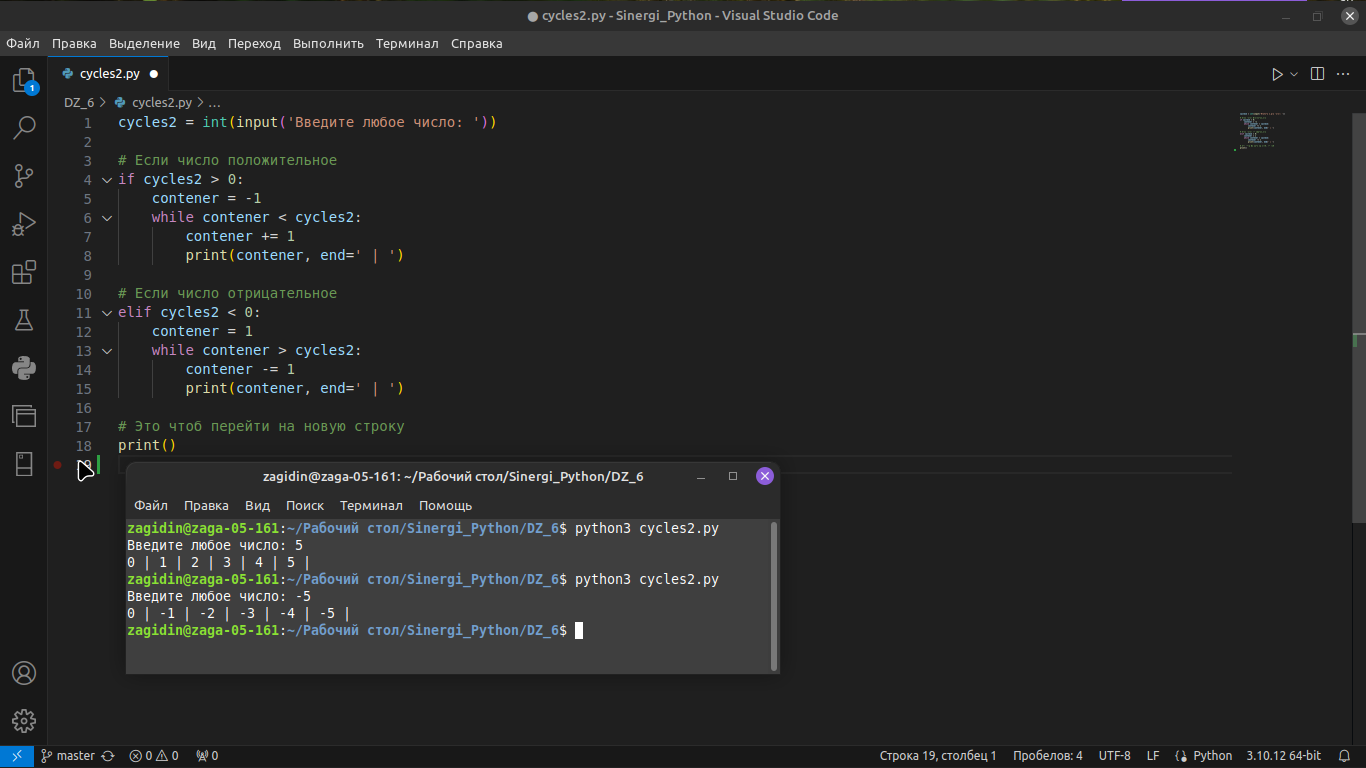 cycles2.py - Sinergi_Python - Visual Studio Code
Файл Правка Выделение Вид Переход Выполнить Терминал Справка
1
cycles2.py
DZ_6 > cycles2.py > ...
1 cycles2 = int(input('Введите любое число: '))
2
3 # Если число положительное
4 if cycles2 > 0:
5 contener = -1
6 while contener < cycles2:
7 contener += 1
8 print(contener, end=' | ')
9
10 # Если число отрицательное
11 elif cycles2 < 0:
12 contener = 1
13 while contener > cycles2:
14 contener -= 1
15 print(contener, end=' | ')
16
17 # Это чтоб перейти на новую строку
18 print()
zagidin@zaga-05-161: ~/Рабочий стол/Sinergi_Python/DZ_6
Файл Правка Вид Поиск Терминал Помощь
zagidin@zaga-05-161:~/Рабочий стол/Sinergi_Python/DZ_6$ python3 cycles2.py
Введите любое число: 5
0 | 1 | 2 | 3 | 4 | 5 |
zagidin@zaga-05-161:~/Рабочий стол/Sinergi_Python/DZ_6$ python3 cycles2.py
Введите любое число: -5
0 | -1 | -2 | -3 | -4 | -5 |
zagidin@zaga-05-161:~/Рабочий стол/Sinergi_Python/DZ_6$
master 0 0 0 Строка 19, столбец 1 Пробелов: 4 UTF-8 LF Python 3.10.12 64-bit